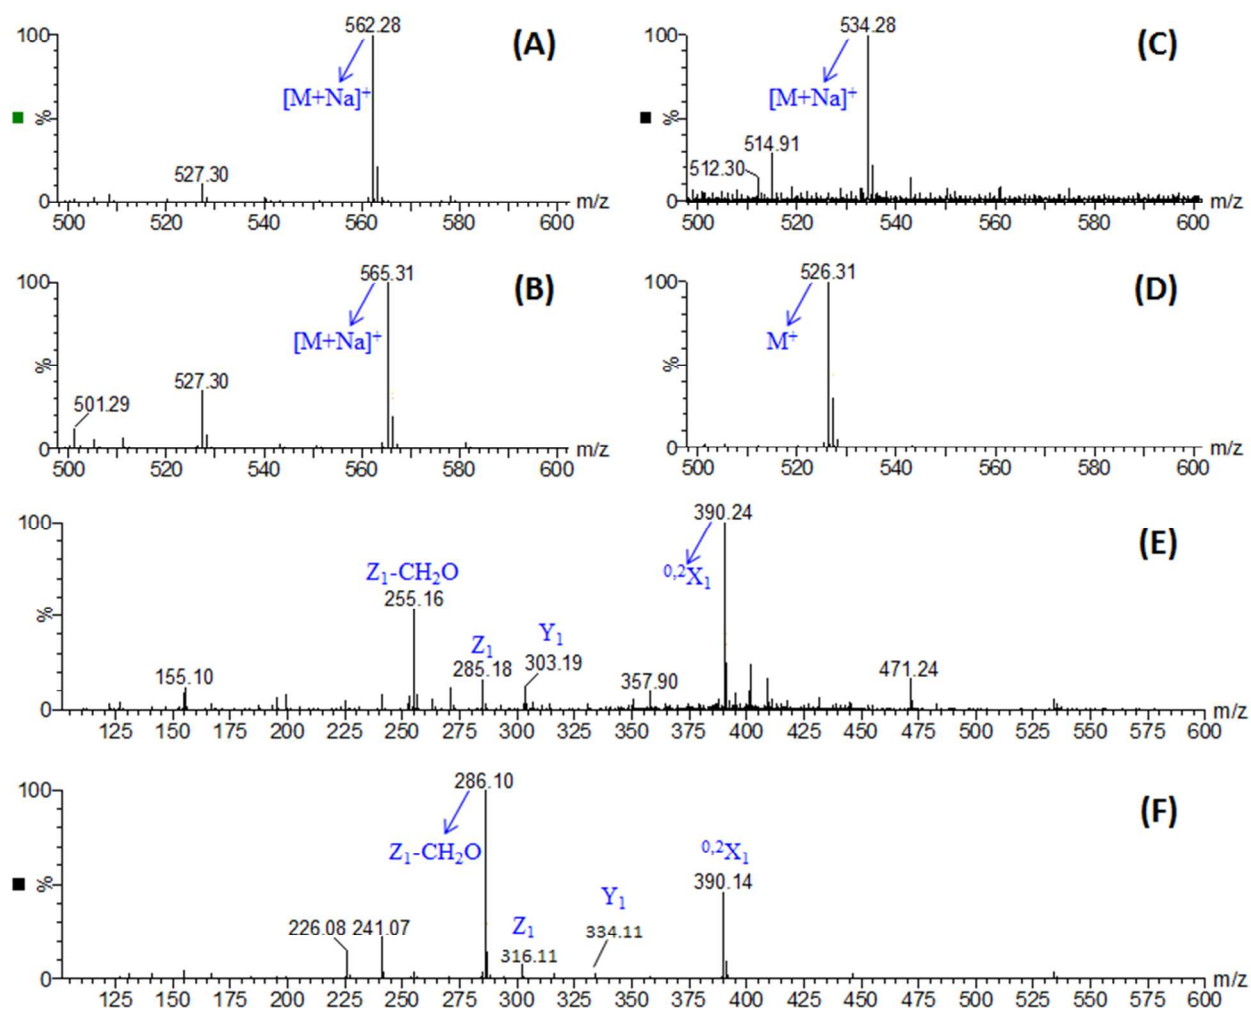 (A)
100
%
0
562.28
[M+Na]⁺
527.30
500 520 540 560 580 600 m/z
(C)
100
%
0
534.28
[M+Na]⁺
514.91
512.30
500 520 540 560 580 600 m/z
(B)
100
%
0
565.31
[M+Na]⁺
527.30
501.29
500 520 540 560 580 600 m/z
(D)
100
%
0
526.31
M⁺
500 520 540 560 580 600 m/z
(E)
100
%
0
390.24
⁰,²X₁
Z₁-CH₂O
255.16
Y₁
Z₁
303.19
285.18
155.10
357.90
471.24
125 150 175 200 225 250 275 300 325 350 375 400 425 450 475 500 525 550 575 600 m/z
(F)
100
%
0
286.10
Z₁-CH₂O
⁰,²X₁
390.14
Y₁
334.11
Z₁
316.11
226.08 241.07
125 150 175 200 225 250 275 300 325 350 375 400 425 450 475 500 525 550 575 600 m/z